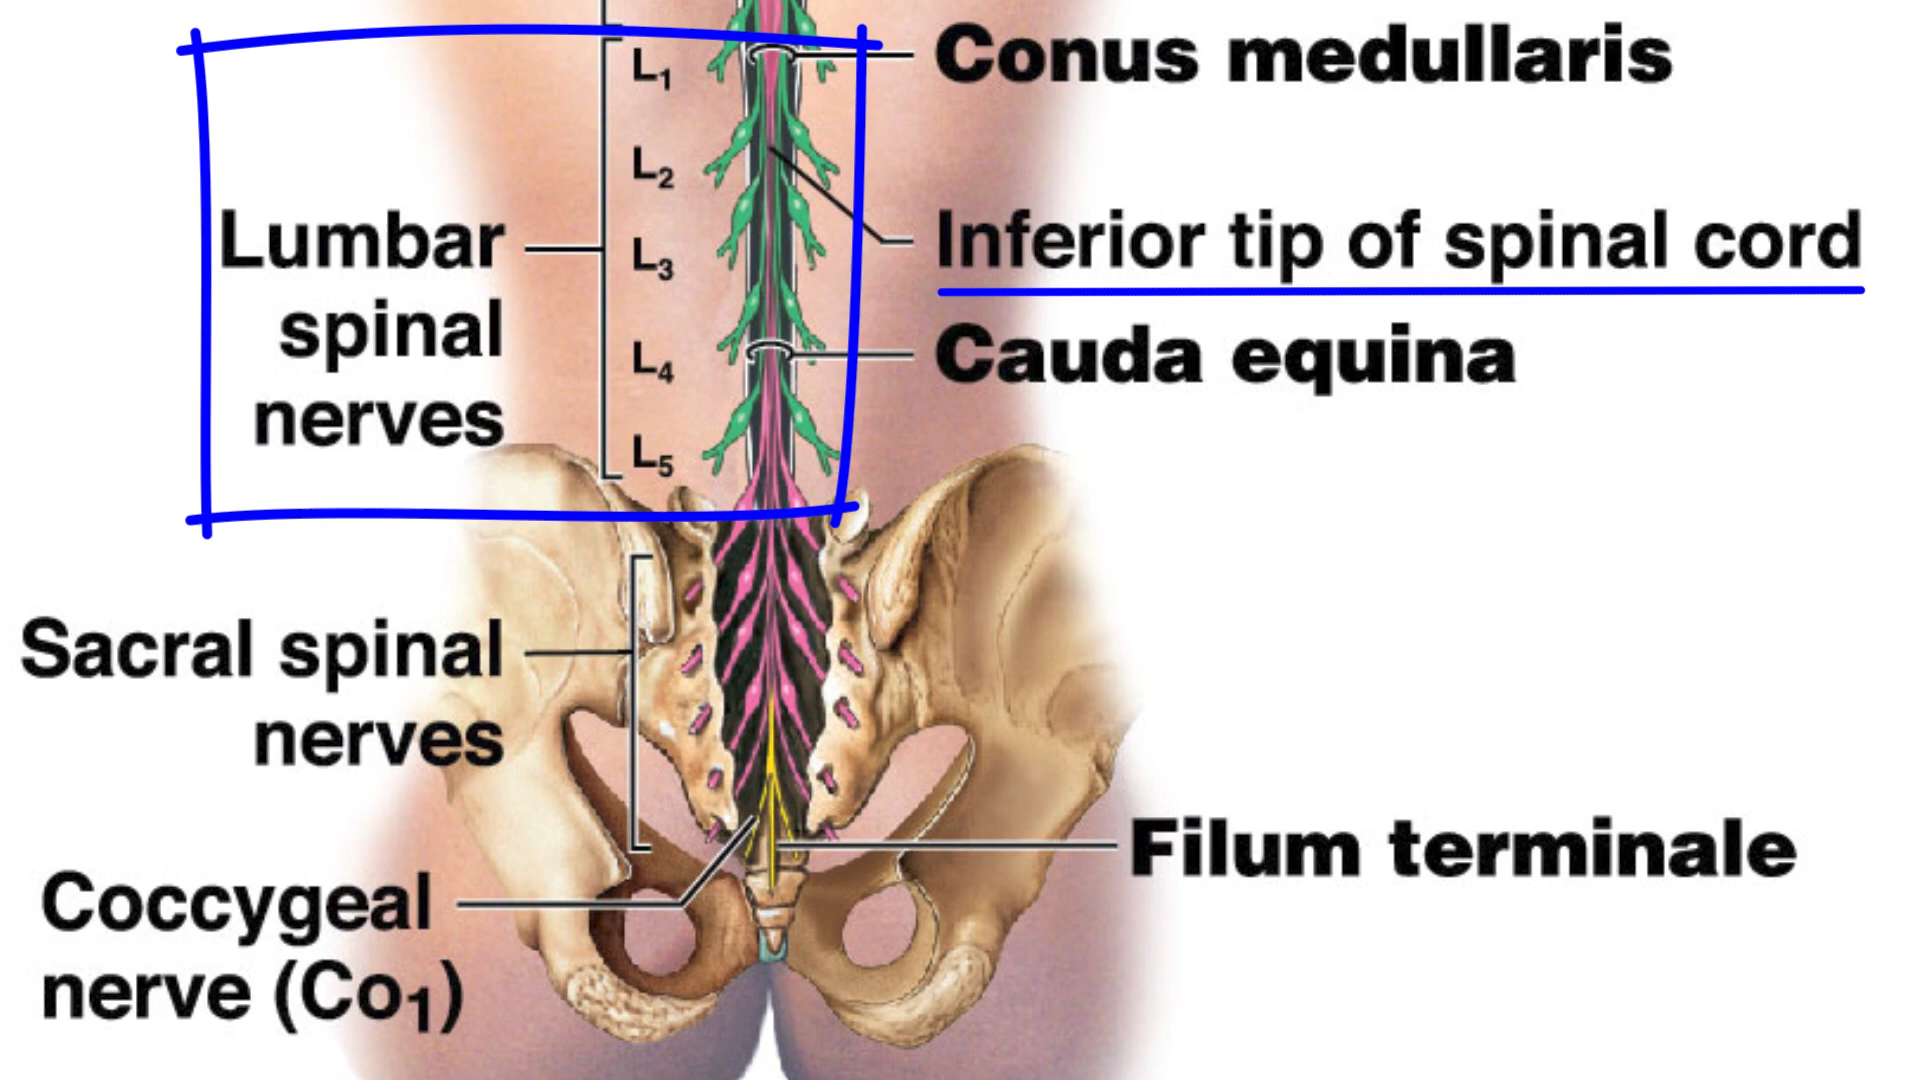 L₁
Conus medullaris
L₂
Lumbar
spinal
nerves
L₃
Inferior tip of spinal cord
L₄
Cauda equina
L₅
Sacral spinal
nerves
Filum terminale
Coccygeal
nerve (Co₁)